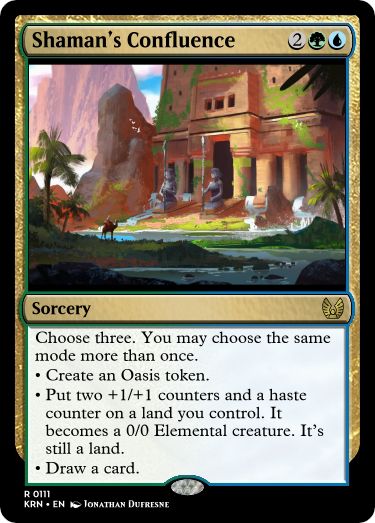 Shaman's Confluence 2
Sorcery
Choose three. You may choose the same
mode more than once.
• Create an Oasis token.
• Put two +1/+1 counters and a haste
counter on a land you control. It
becomes a 0/0 Elemental creature. It's
still a land.
• Draw a card.
R 0111
KRN • EN Jonathan Dufresne